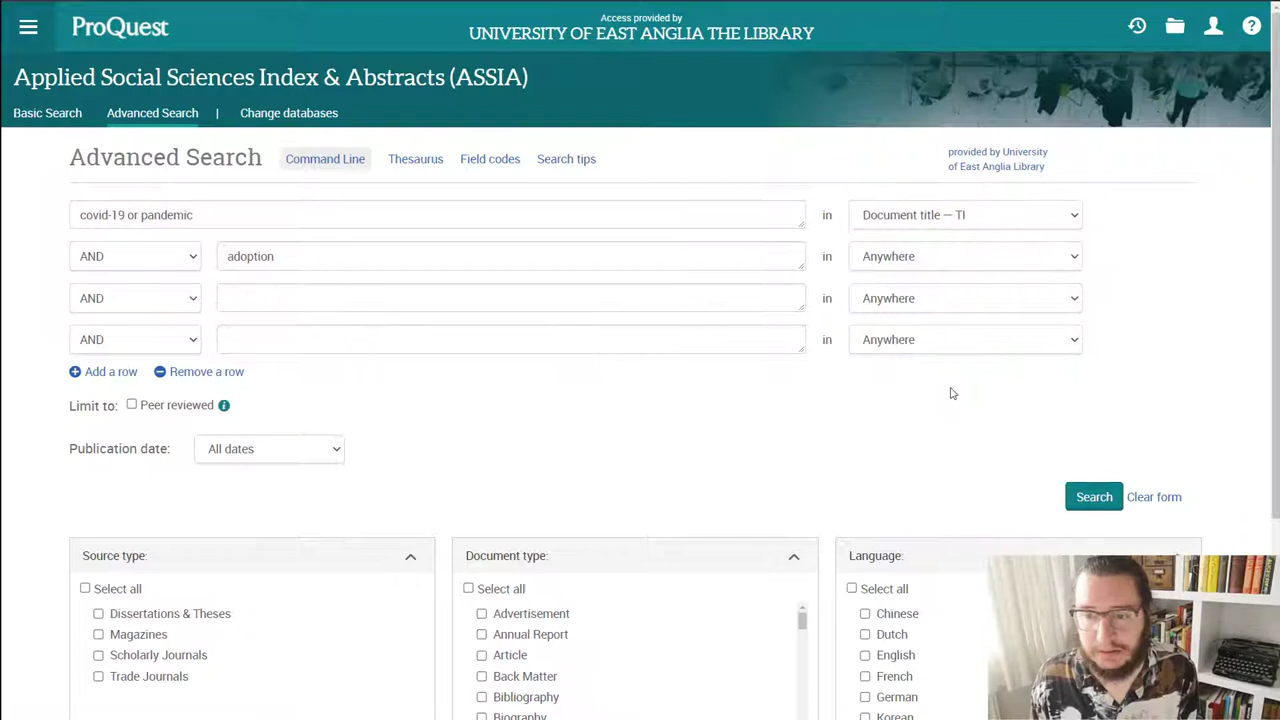 ProQuest
Access provided by
UNIVERSITY OF EAST ANGLIA THE LIBRARY
?
Applied Social Sciences Index & Abstracts (ASSIA)
Basic Search Advanced Search | Change databases
Advanced Search Command Line Thesaurus Field codes Search tips
provided by University
of East Anglia Library
covid-19 or pandemic in Document title — TI
AND adoption in Anywhere
AND in Anywhere
AND in Anywhere
Add a row Remove a row
Limit to: Peer reviewed i
Publication date: All dates
Search Clear form
Source type:
Select all
Dissertations & Theses
Magazines
Scholarly Journals
Trade Journals
Document type:
Select all
Advertisement
Annual Report
Article
Back Matter
Bibliography
Biography
Language:
Select all
Chinese
Dutch
English
French
German
Korean